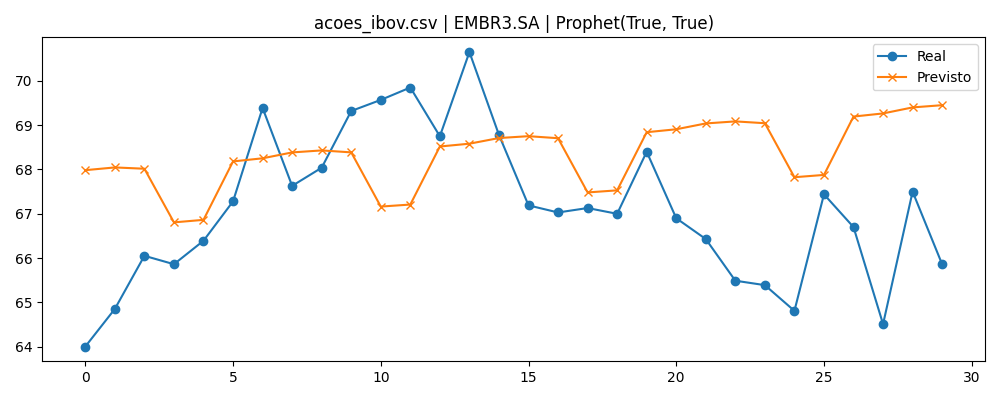 acoes_ibov.csv | EMBR3.SA | Prophet(True, True)
Real
Previsto
70
69
68
67
66
65
64
0 5 10 15 20 25 30